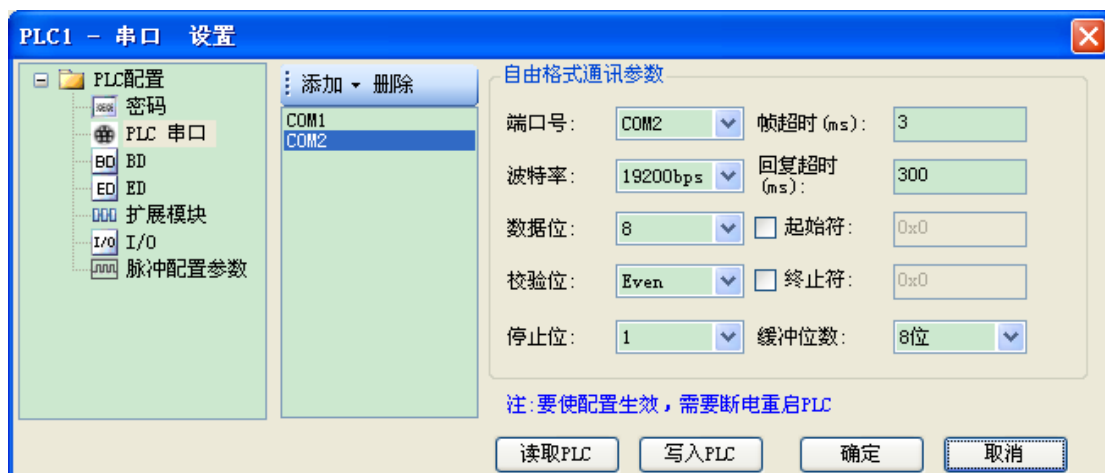 PLC1 - 串口 设置
PLC配置
密码
PLC 串口
BD BD
ED ED
扩展模块
I/O I/O
脉冲配置参数
添加 删除
COM1
COM2
自由格式通讯参数
端口号: COM2 帧超时(ms): 3
波特率: 19200bps 回复超时(ms): 300
数据位: 8 起始符: 0x0
校验位: Even 终止符: 0x0
停止位: 1 缓冲位数: 8位
注:要使配置生效，需要断电重启PLC
读取PLC 写入PLC 确定 取消